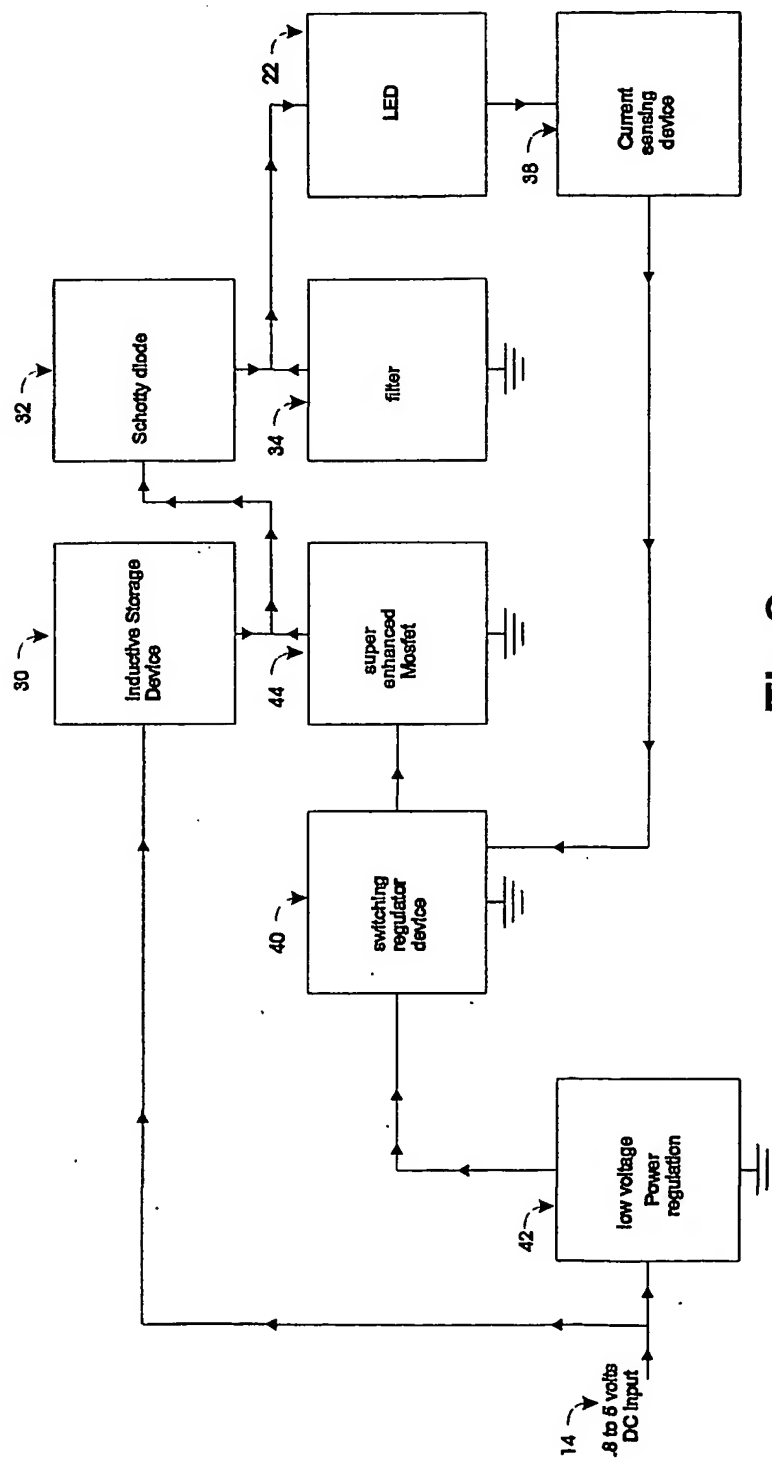 14
.8 to 5 volts
DC input
42
low voltage
Power
regulation
40
switching
regulator
device
30
Inductive Storage
Device
44
super
enhanced
Mosfet
32
Schotty diode
34
filter
22
LED
38
Current
sensing
device